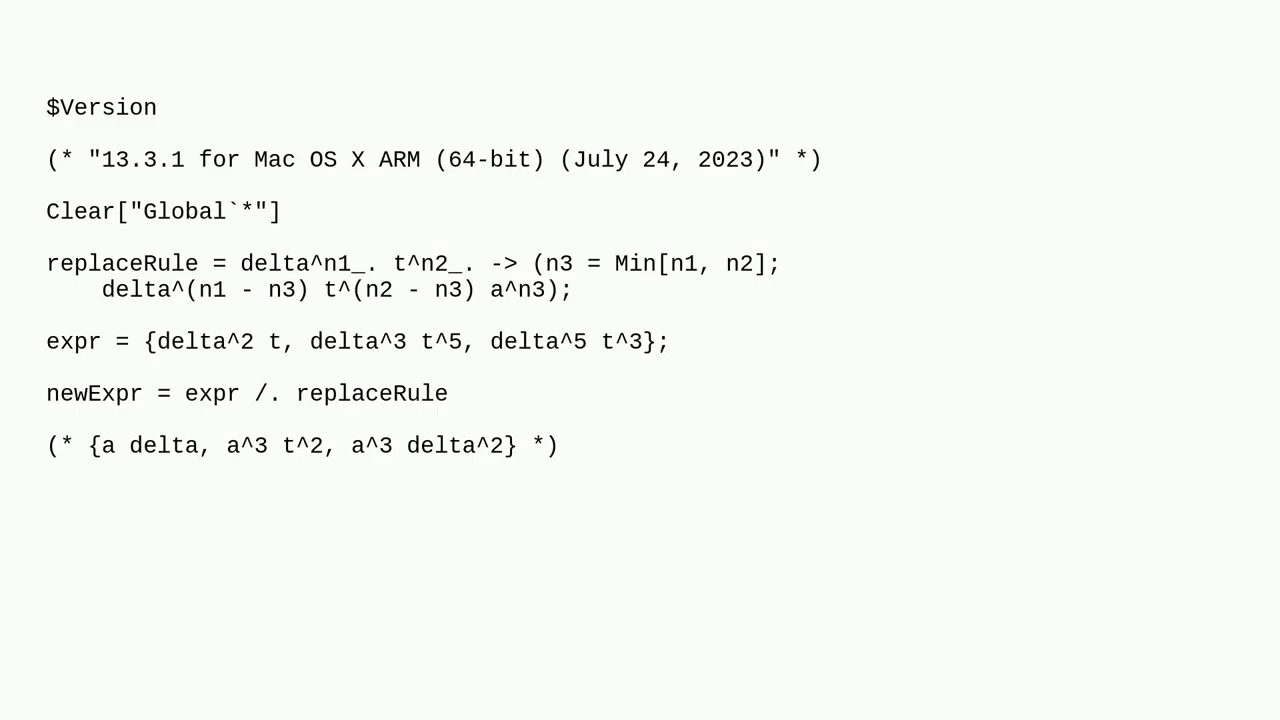 $Version
(* "13.3.1 for Mac OS X ARM (64-bit) (July 24, 2023)" *)
Clear["Global`*"]
replaceRule = delta^n1_. t^n2_. -> (n3 = Min[n1, n2];
    delta^(n1 - n3) t^(n2 - n3) a^n3);
expr = {delta^2 t, delta^3 t^5, delta^5 t^3};
newExpr = expr /. replaceRule
(* {a delta, a^3 t^2, a^3 delta^2} *)